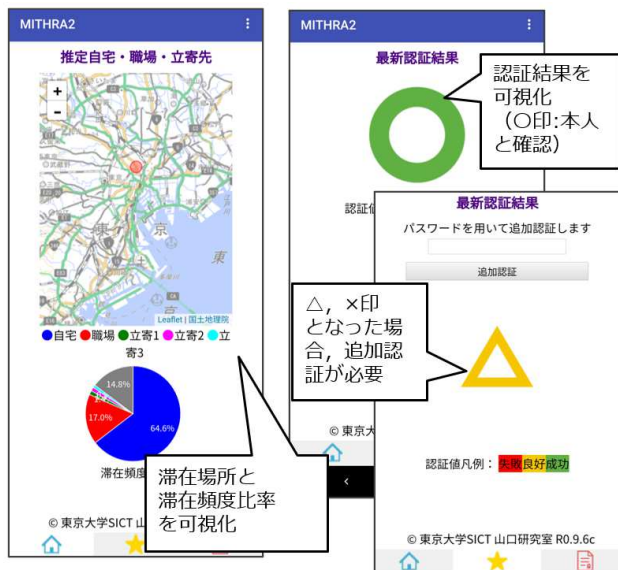 MITHRA2
推定自宅・職場・立寄先
+
-
Leaflet | 国土地理院
●自宅 ●職場 ●立寄1 ●立寄2 ●立
寄3
14.8%
17.0%
64.6%
滞在頻度
© 東京大学SICT 山
滞在場所と
滞在頻度比率
を可視化
MITHRA2
最新認証結果
認証結果を
可視化
(〇印:本人
と確認)
認証値
© 東京大
最新認証結果
パスワードを用いて追加認証します
追加認証
△,×印
となった場
合,追加認
証が必要
認証値凡例: 失敗良好成功
© 東京大学SICT 山口研究室 R0.9.6c